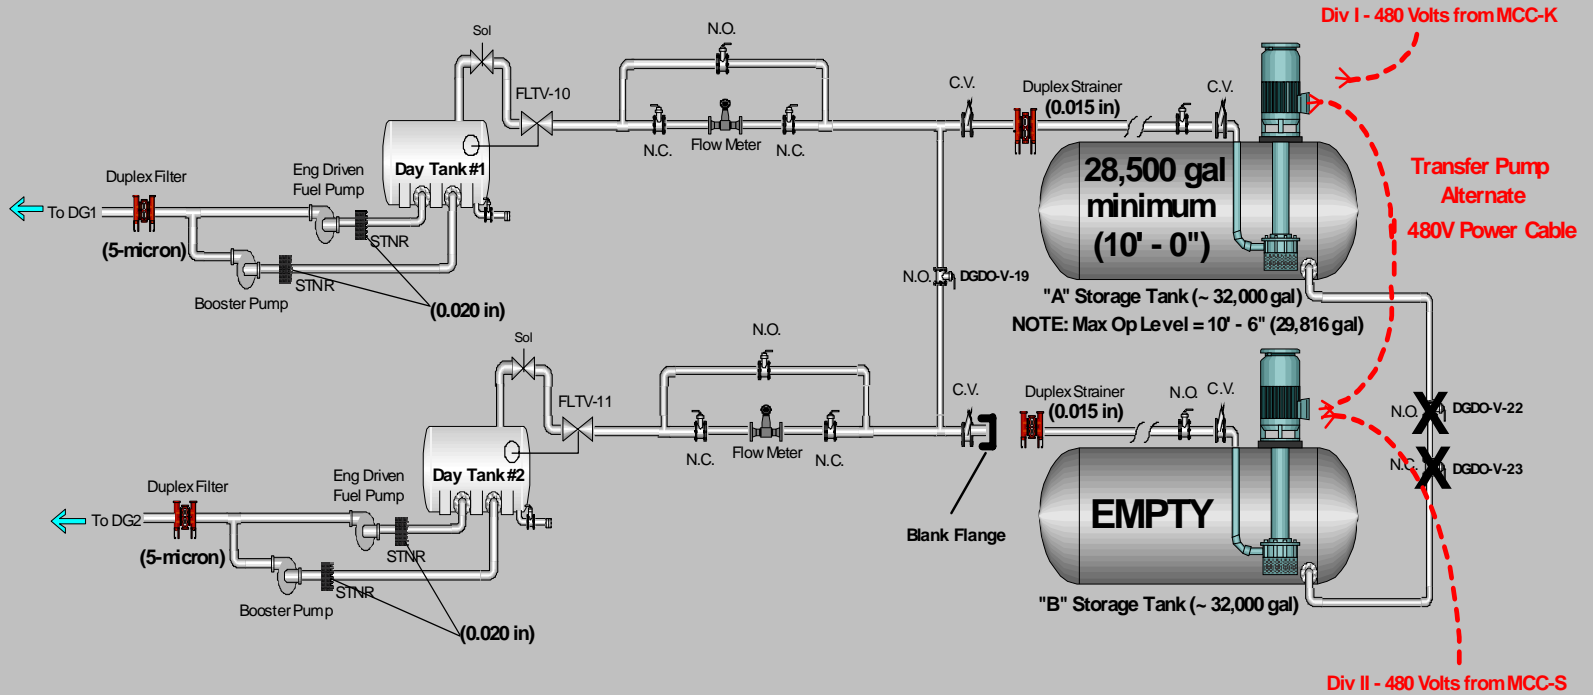 Div I - 480 Volts from MCC-K
Sol
N.O.
FLTV-10
C.V.
Duplex Strainer
(0.015 in)
C.V.
N.C.
Flow Meter
N.C.
Day Tank #1
Eng Driven
Fuel Pump
Duplex Filter
To DG1
(5-micron)
STNR
STNR
Booster Pump
(0.020 in)
28,500 gal
minimum
(10' - 0")
Transfer Pump
Alternate
480V Power Cable
N.O.
DGDO-V-19
"A" Storage Tank (~ 32,000 gal)
NOTE: Max Op Level = 10' - 6" (29,816 gal)
Sol
N.O.
FLTV-11
C.V.
Duplex Strainer
(0.015 in)
N.O.
C.V.
N.O.
DGDO-V-22
N.C.
DGDO-V-23
N.C.
Flow Meter
N.C.
Day Tank #2
Eng Driven
Fuel Pump
Duplex Filter
To DG2
(5-micron)
STNR
STNR
Booster Pump
(0.020 in)
Blank Flange
EMPTY
"B" Storage Tank (~ 32,000 gal)
Div II - 480 Volts from MCC-S